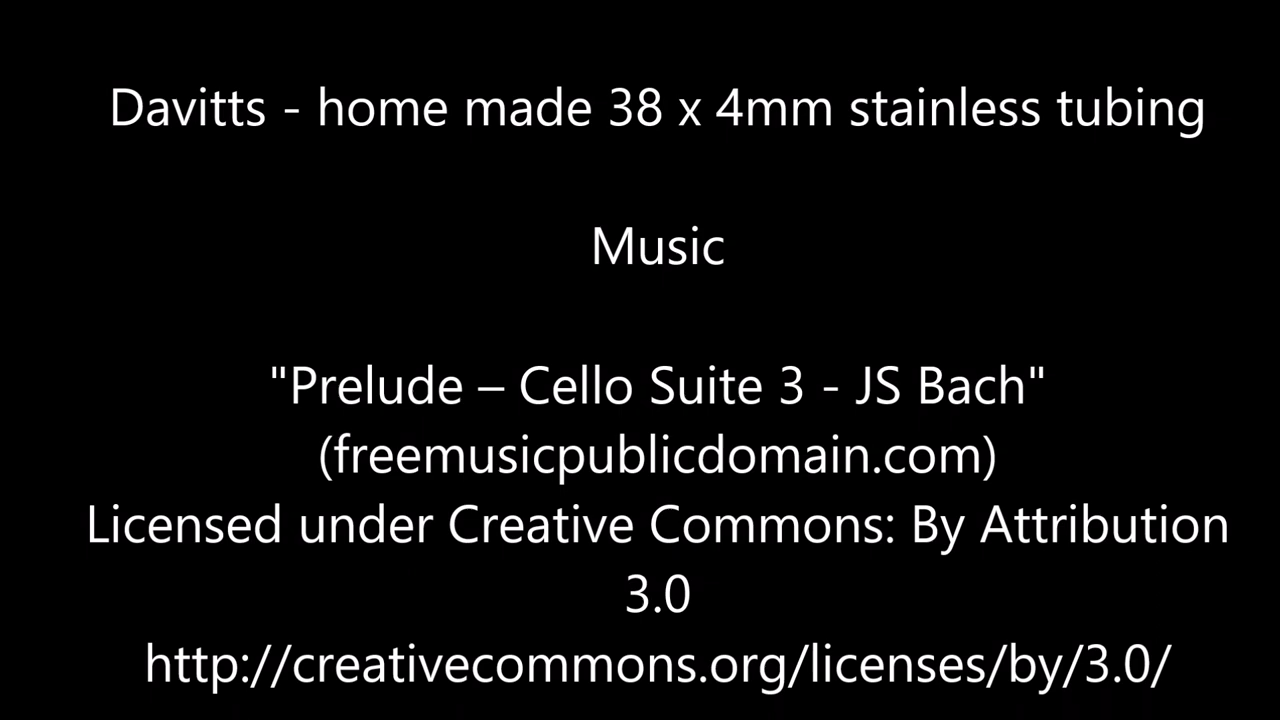 Davitts - home made 38 x 4mm stainless tubing
Music
"Prelude – Cello Suite 3 - JS Bach"
(freemusicpublicdomain.com)
Licensed under Creative Commons: By Attribution
3.0
http://creativecommons.org/licenses/by/3.0/